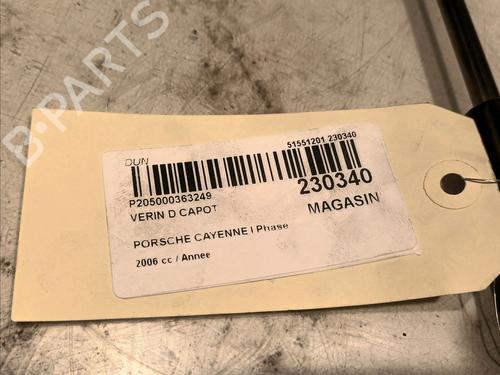 B-PARTS
DUN
51551201 230340
P205000363249
230340
VERIN D CAPOT
MAGASIN
PORSCHE CAYENNE I Phase
2006 cc / Annee